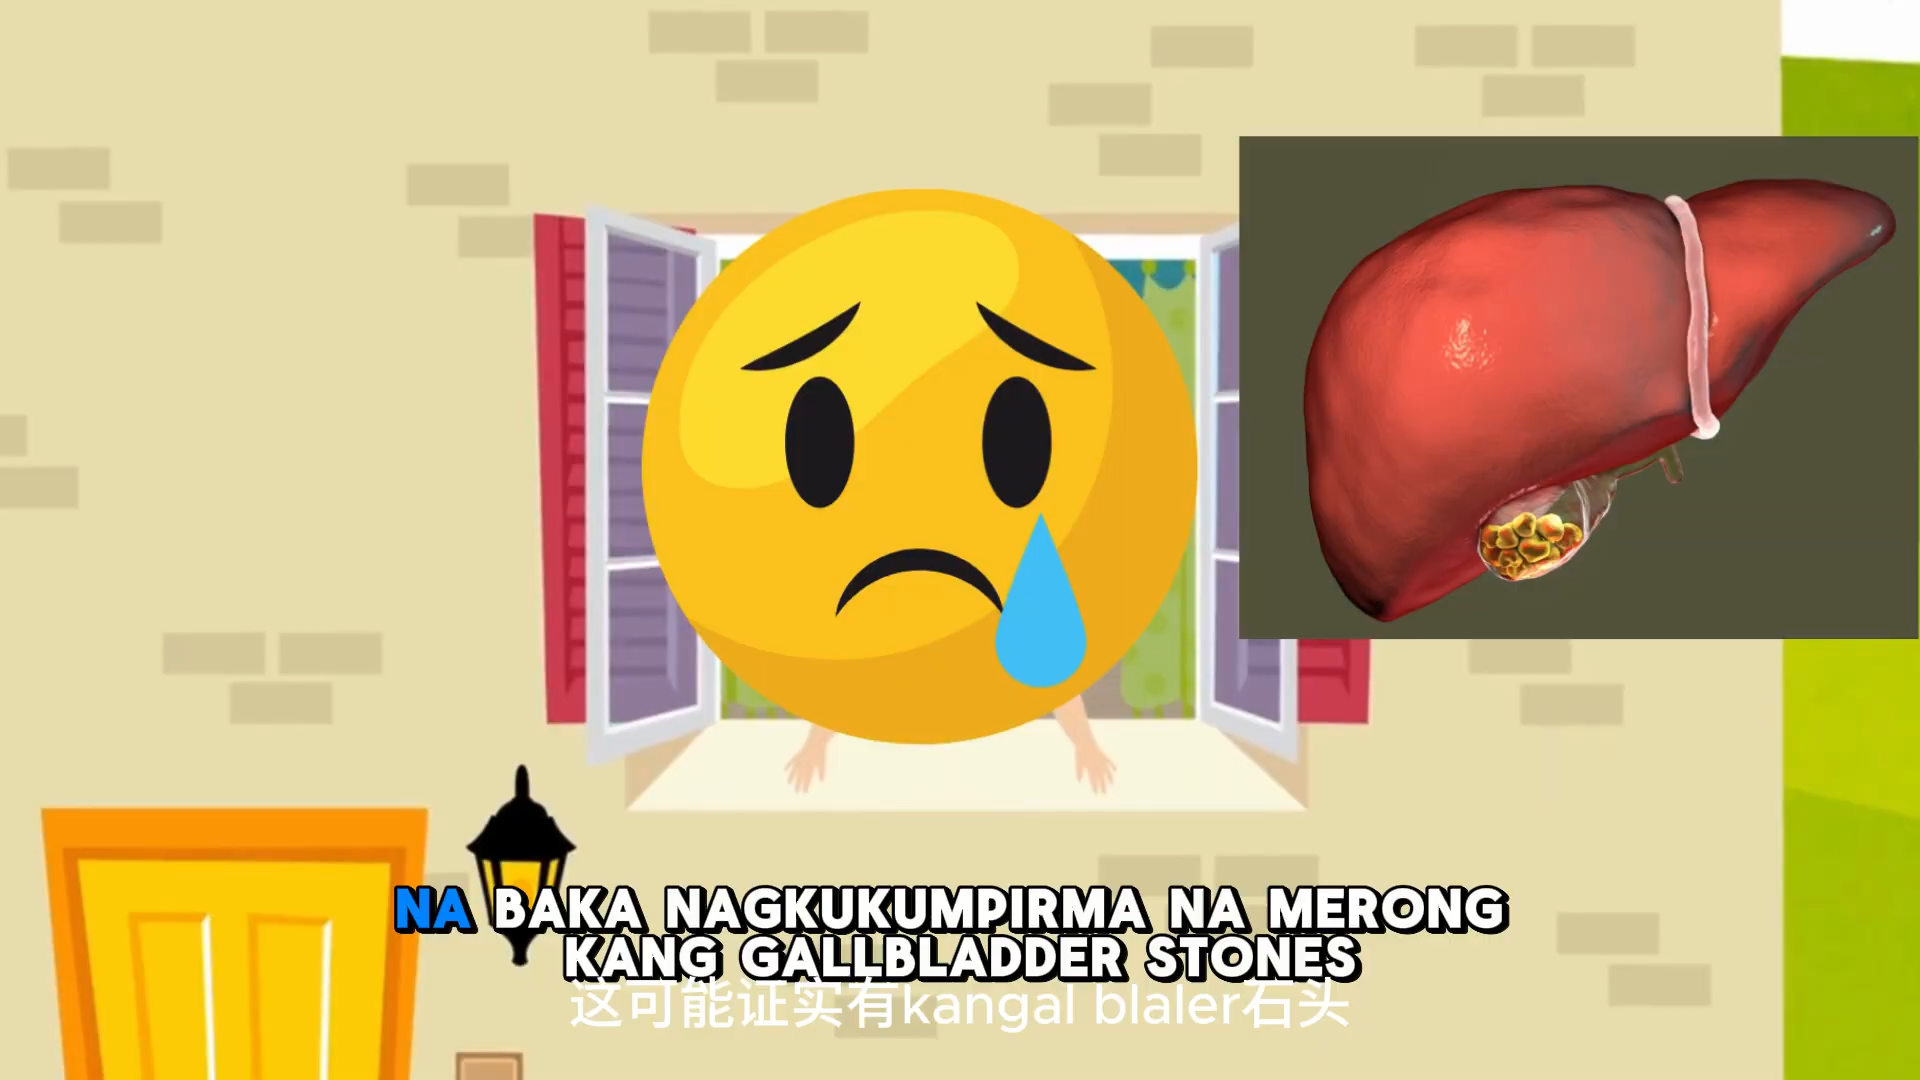 NA BAKA NAGKUKUMPIRMA NA MERONG
KANG GALLBLADDER STONES
这可能证实有kangal blaler石头